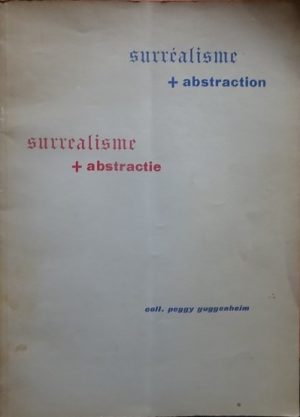 surréalisme
+ abstraction
surrealisme
+ abstractie
coll. peggy guggenheim